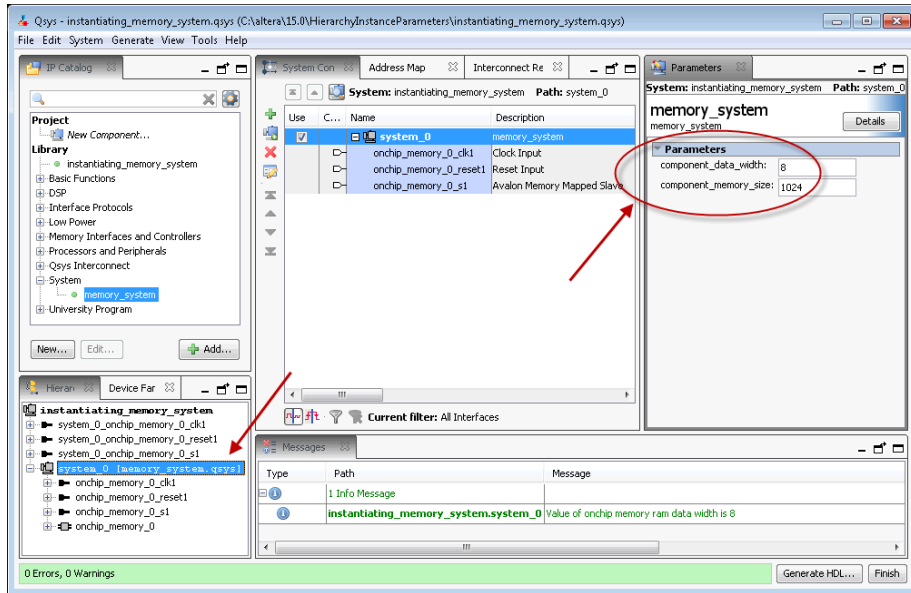 Qsys - instantiating_memory_system.qsys (C:\altera\15.0\HierarchyInstanceParameters\instantiating_memory_system.qsys)
File Edit System Generate View Tools Help
IP Catalog
Project
New Component...
Library
instantiating_memory_system
Basic Functions
DSP
Interface Protocols
Low Power
Memory Interfaces and Controllers
Processors and Peripherals
Qsys Interconnect
System
memory_system
University Program
New... Edit... Add...
System Con Address Map Interconnect Re
System: instantiating_memory_system Path: system_0
Use C... Name Description
system_0 memory_system
onchip_memory_0_clk1 Clock Input
onchip_memory_0_reset1 Reset Input
onchip_memory_0_s1 Avalon Memory Mapped Slave
Current filter: All Interfaces
Parameters
System: instantiating_memory_system Path: system_0
memory_system
memory_system
Details
Parameters
component_data_width: 8
component_memory_size: 1024
Hieran Device Far
instantiating_memory_system
system_0_onchip_memory_0_clk1
system_0_onchip_memory_0_reset1
system_0_onchip_memory_0_s1
system_0 [memory_system.qsys]
onchip_memory_0_clk1
onchip_memory_0_reset1
onchip_memory_0_s1
onchip_memory_0
Messages
Type Path Message
1 Info Message
instantiating_memory_system.system_0 Value of onchip memory ram data width is 8
0 Errors, 0 Warnings
Generate HDL... Finish